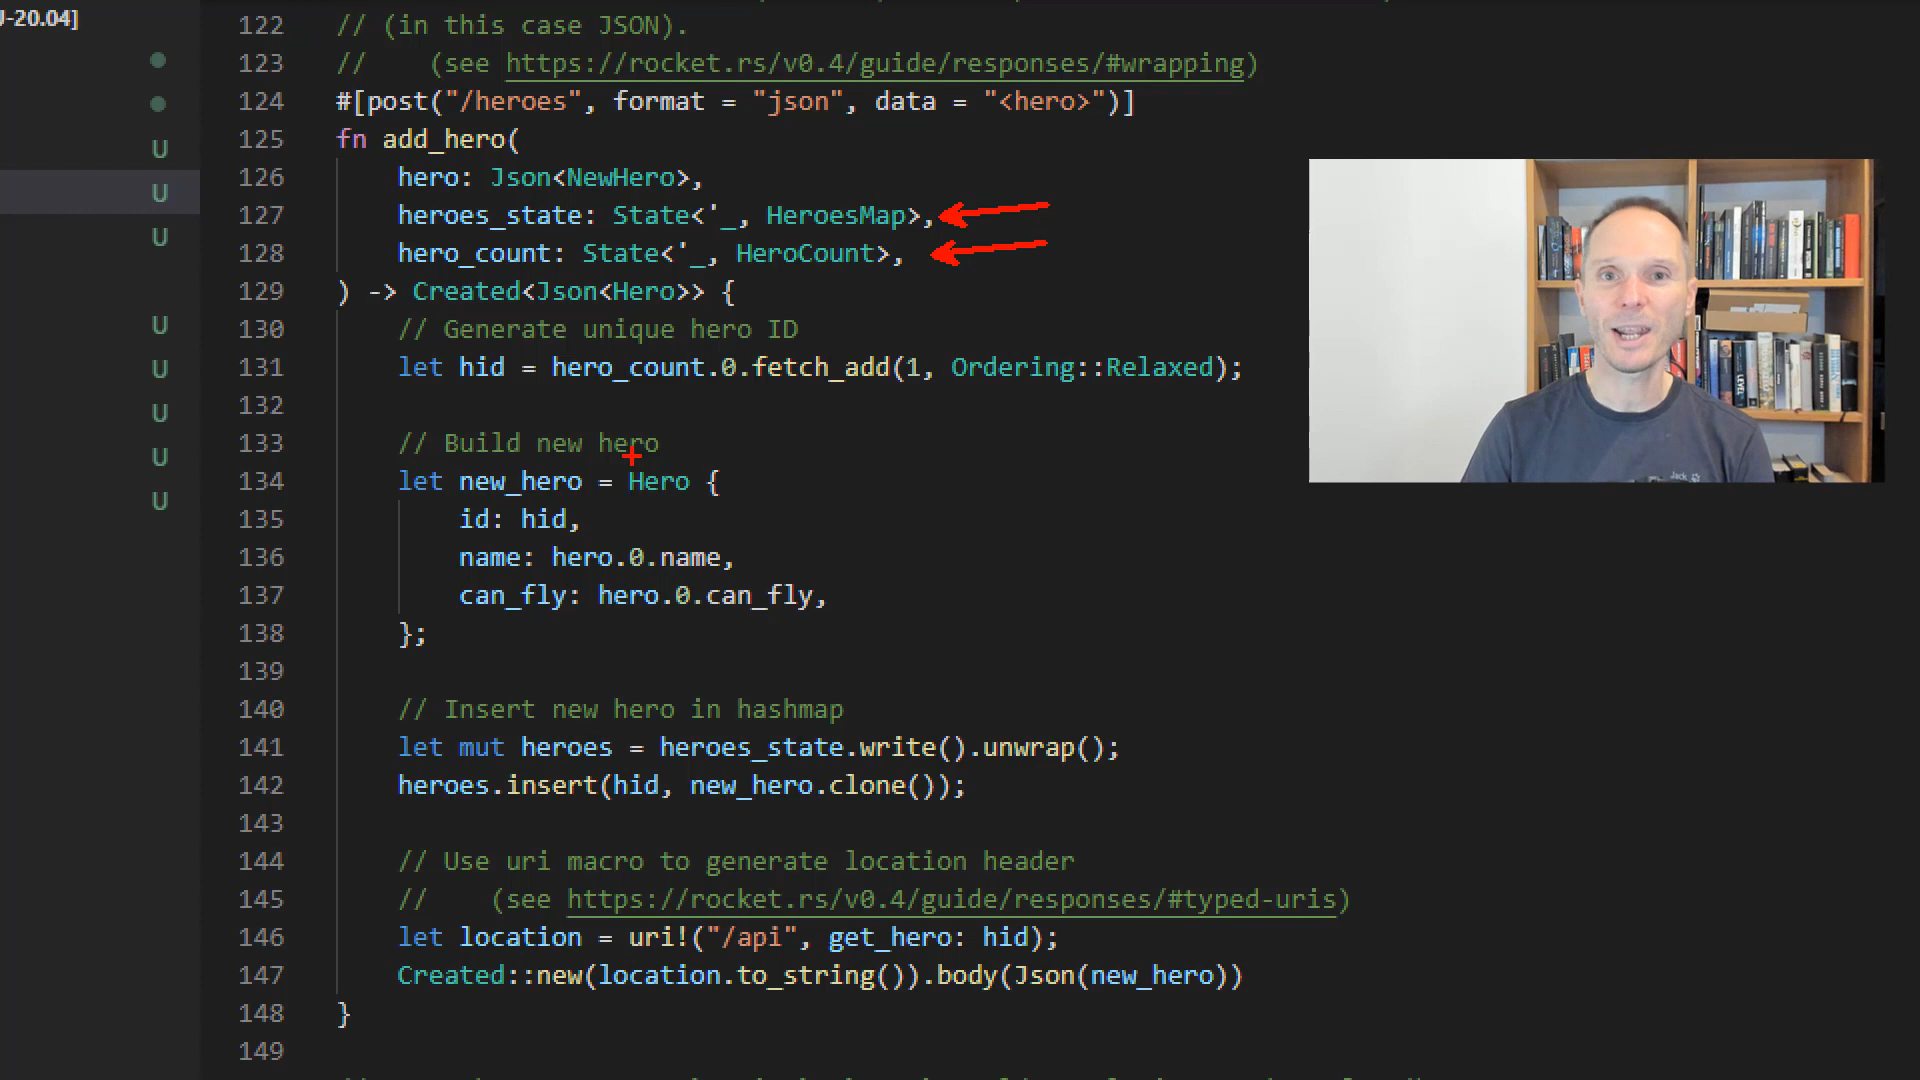 J-20.04]
122 // (in this case JSON).
123 //    (see https://rocket.rs/v0.4/guide/responses/#wrapping)
124 #[post("/heroes", format = "json", data = "<hero>")]
125 fn add_hero(
126     hero: Json<NewHero>,
127     heroes_state: State<'_, HeroesMap>,
128     hero_count: State<'_, HeroCount>,
129 ) -> Created<Json<Hero>> {
130     // Generate unique hero ID
131     let hid = hero_count.0.fetch_add(1, Ordering::Relaxed);
132
133     // Build new hero
134     let new_hero = Hero {
135         id: hid,
136         name: hero.0.name,
137         can_fly: hero.0.can_fly,
138     };
139
140     // Insert new hero in hashmap
141     let mut heroes = heroes_state.write().unwrap();
142     heroes.insert(hid, new_hero.clone());
143
144     // Use uri macro to generate location header
145     //    (see https://rocket.rs/v0.4/guide/responses/#typed-uris)
146     let location = uri!("/api", get_hero: hid);
147     Created::new(location.to_string()).body(Json(new_hero))
148 }
149
U
U
U
U
U
U
U
U
Jack